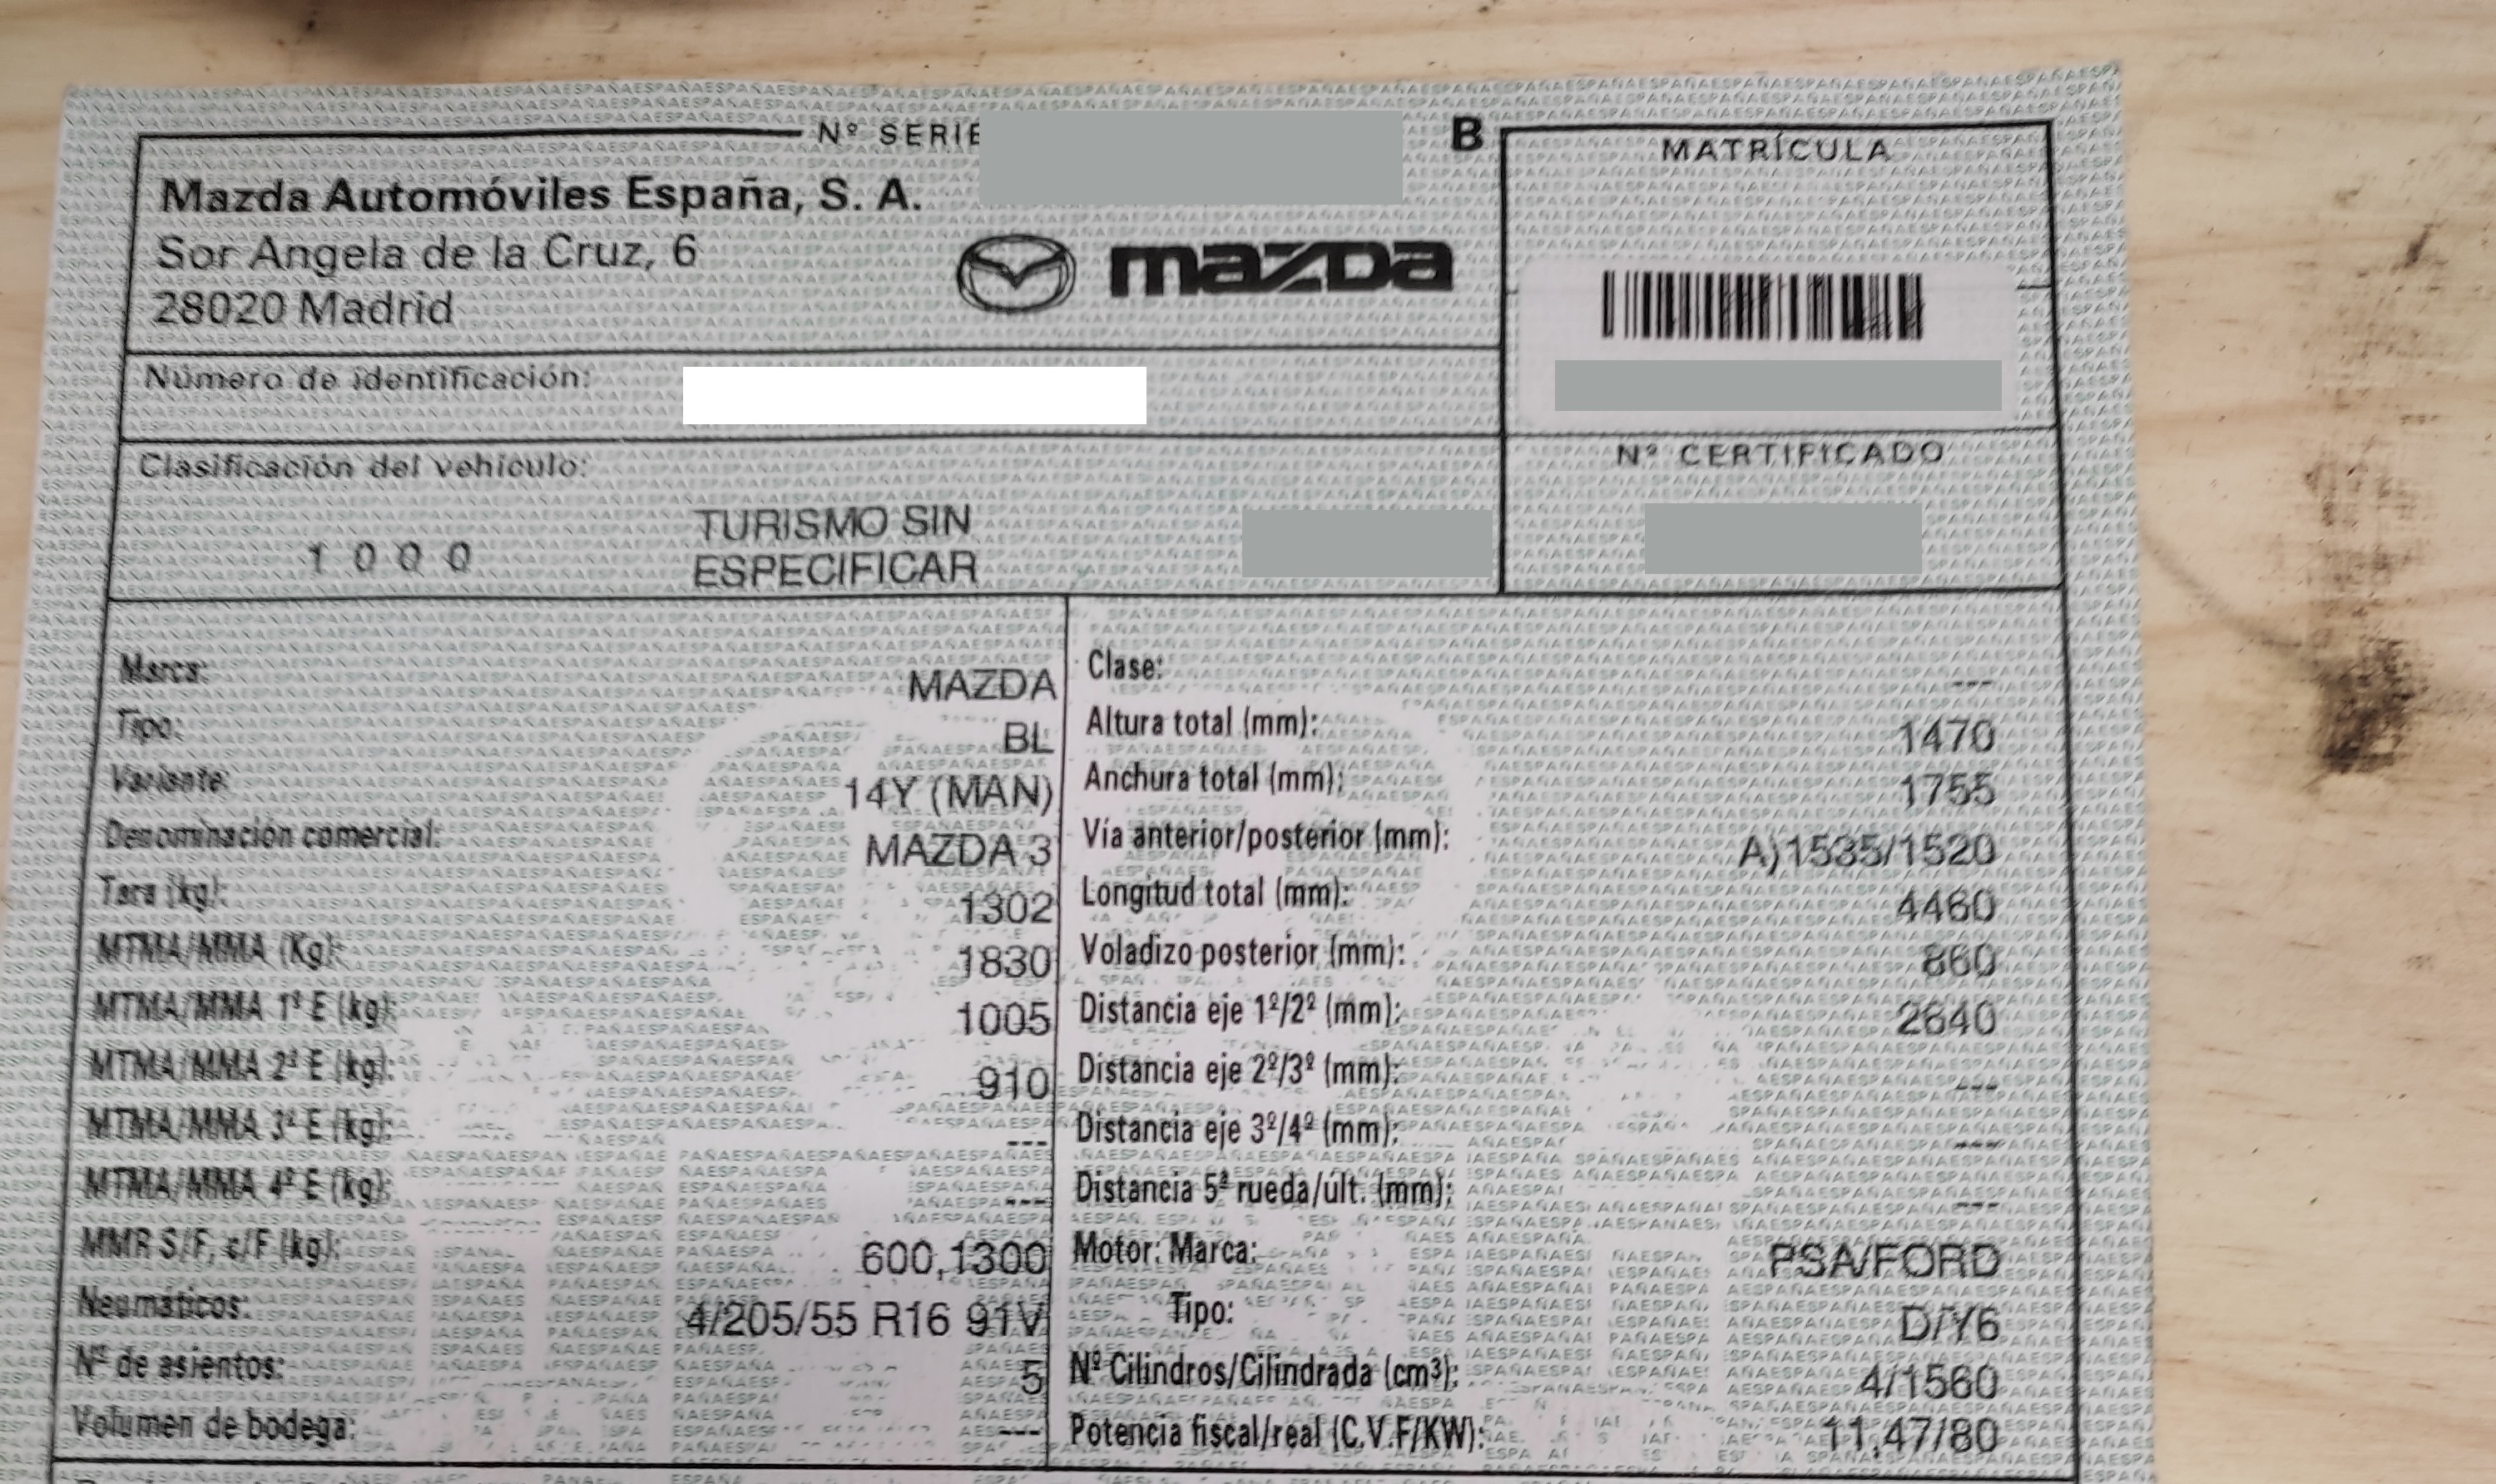 Nº SERIE
B
Mazda Automóviles España, S. A.
Sor Angela de la Cruz, 6
28020 Madrid
mazda
MATRÍCULA
Número de identificación:
Nº CERTIFICADO
Clasificación del vehículo:
1000
TURISMO SIN
ESPECIFICAR
Marca: MAZDA
Tipo: BL
Variante: 14Y (MAN)
Denominación comercial: MAZDA 3
Tara (kg): 1302
MTMA/MMA (Kg): 1830
MTMA/MMA 1º E (kg): 1005
MTMA/MMA 2º E (kg): 910
MTMA/MMA 3º E (kg): ---
MTMA/MMA 4º E (kg): ---
MMR S/F, c/F (kg): 600,1300
Neumáticos: 4/205/55 R16 91V
Nº de asientos: 5
Volumen de bodega: ---
Clase: ---
Altura total (mm): 1470
Anchura total (mm): 1755
Vía anterior/posterior (mm): A)1535/1520
Longitud total (mm): 4460
Voladizo posterior (mm): 860
Distancia eje 1º/2º (mm): 2640
Distancia eje 2º/3º (mm): ---
Distancia eje 3º/4º (mm): ---
Distancia 5ª rueda/últ. (mm): ---
Motor: Marca: PSA/FORD
Tipo: D/Y6
Nº Cilindros/Cilindrada (cm³): 4/1560
Potencia fiscal/real (C.V.F/KW): 11,47/80